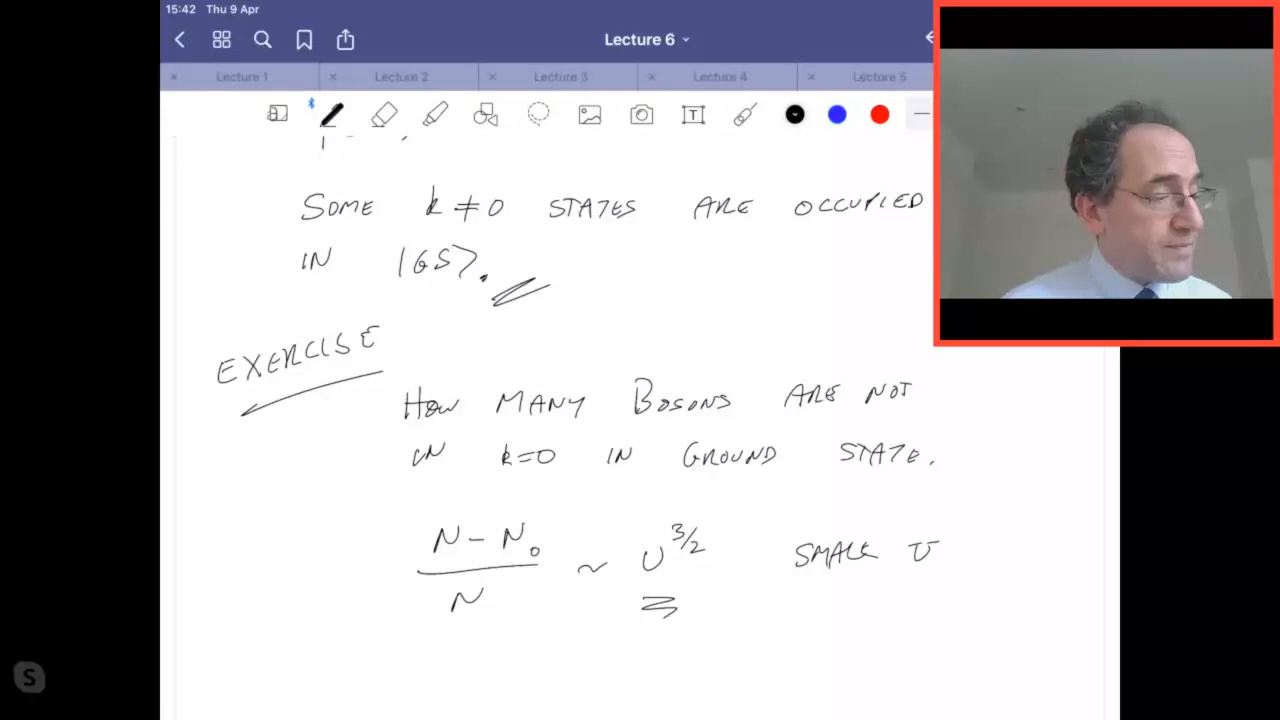 15:42 Thu 9 Apr
Lecture 6
Lecture 1
Lecture 2
Lecture 3
Lecture 4
Lecture 5
T
SOME k ≠ 0 STATES ARE OCCUPIED
IN |GS⟩.
EXERCISE
HOW MANY BOSONS ARE NOT
IN k=0 IN GROUND STATE.
N - N₀
/ N ~ U^3/2 SMALL U
S